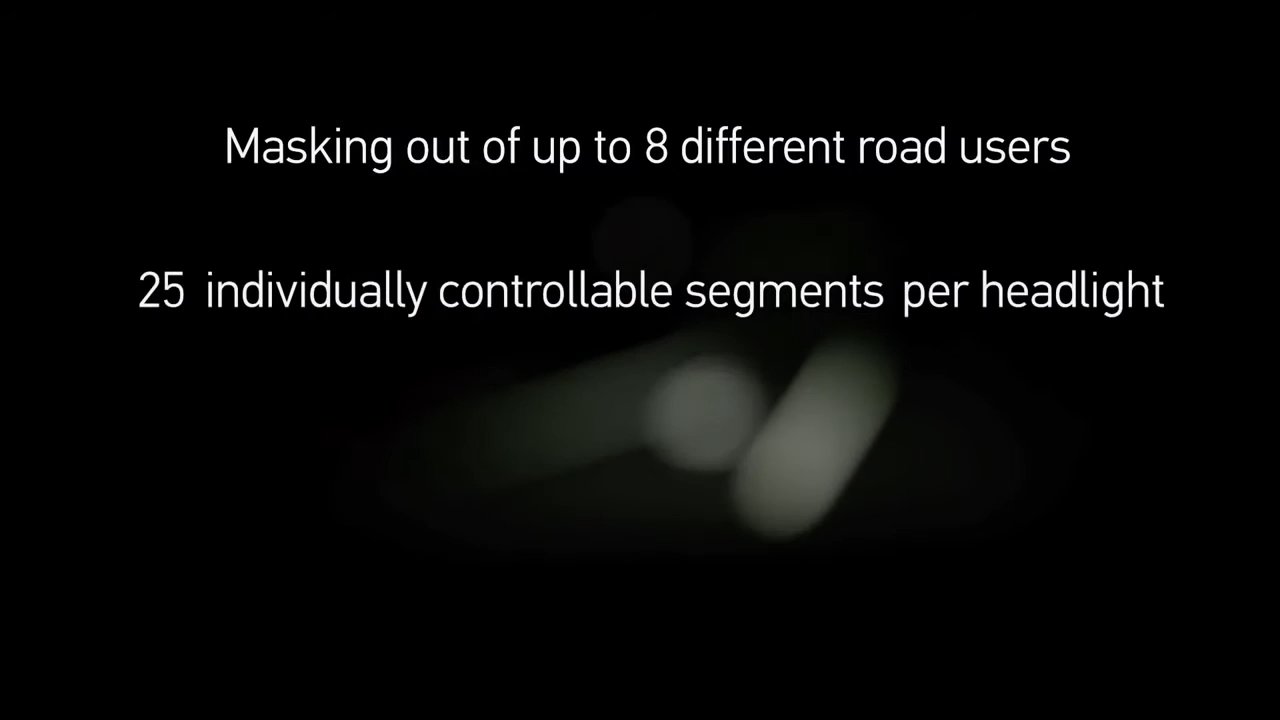 Masking out of up to 8 different road users
25 individually controllable segments per headlight